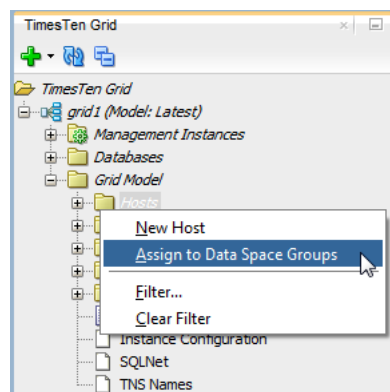 TimesTen Grid
TimesTen Grid
grid1 (Model: Latest)
Management Instances
Databases
Grid Model
Hosts
New Host
Assign to Data Space Groups
Filter...
Clear Filter
Instance Configuration
SQLNet
TNS Names